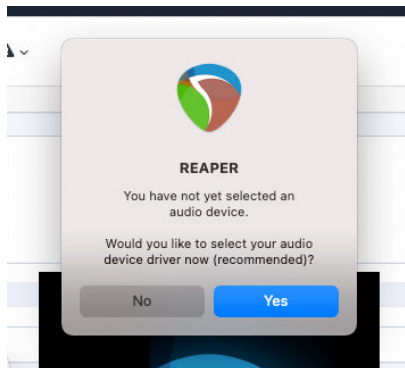 REAPER
You have not yet selected an
audio device.
Would you like to select your audio
device driver now (recommended)?
No
Yes